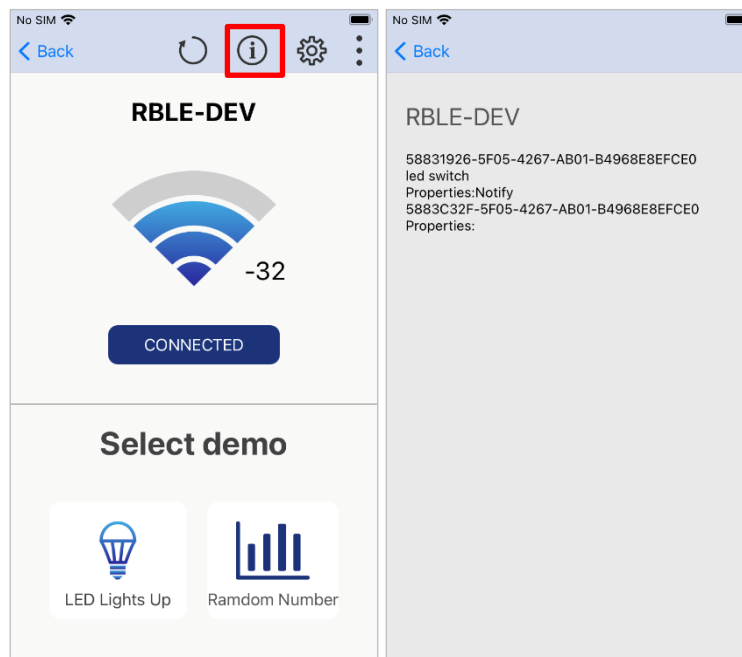 No SIM
Back
RBLE-DEV
-32
CONNECTED
Select demo
LED Lights Up
Ramdom Number
No SIM
Back
RBLE-DEV
58831926-5F05-4267-AB01-B4968E8EFCE0
led switch
Properties:Notify
5883C32F-5F05-4267-AB01-B4968E8EFCE0
Properties: